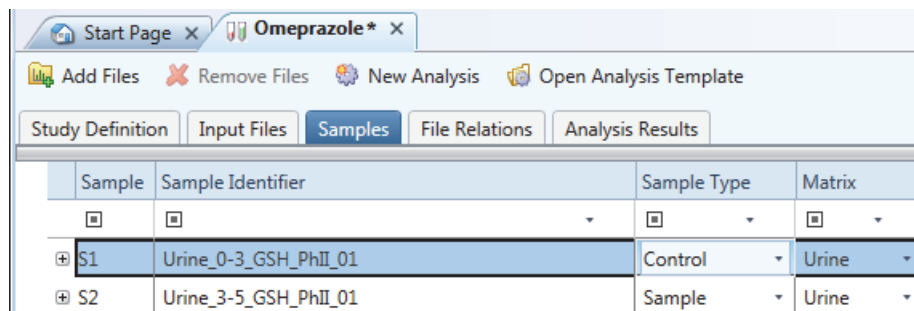 Start Page Omeprazole*
Add Files Remove Files New Analysis Open Analysis Template
Study Definition Input Files Samples File Relations Analysis Results
Sample Sample Identifier Sample Type Matrix
S1 Urine_0-3_GSH_PhII_01 Control Urine
S2 Urine_3-5_GSH_PhII_01 Sample Urine